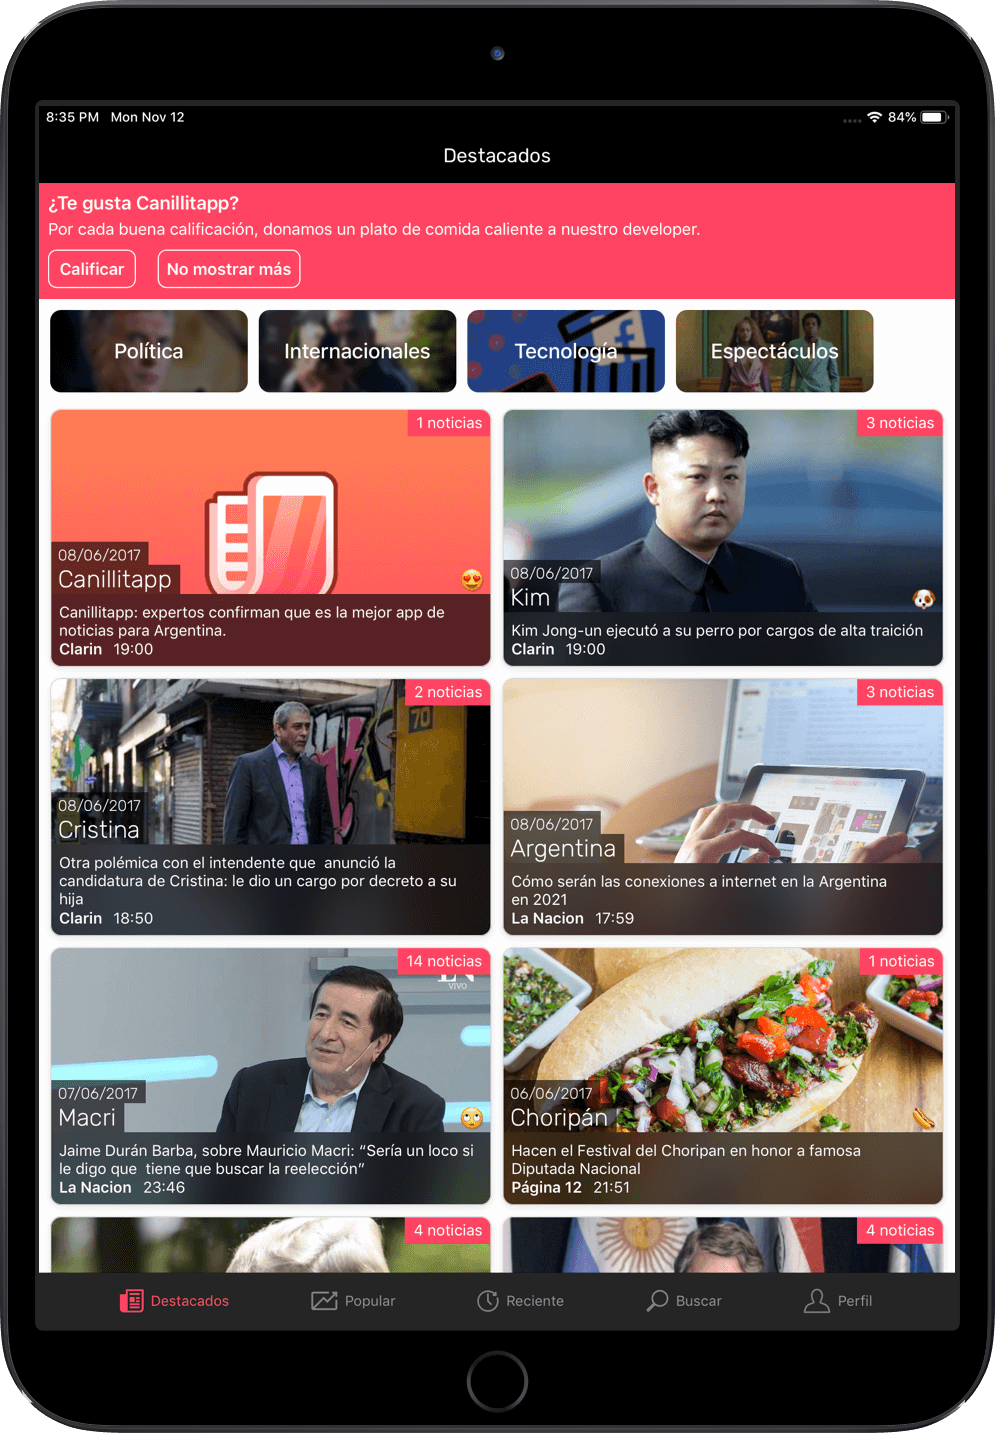 8:35 PM Mon Nov 12
84%
Destacados
¿Te gusta Canillitapp?
Por cada buena calificación, donamos un plato de comida caliente a nuestro developer.
Calificar No mostrar más
Política Internacionales Tecnología Espectáculos
1 noticias
08/06/2017
Canillitapp
Canillitapp: expertos confirman que es la mejor app de
noticias para Argentina.
Clarin 19:00
3 noticias
08/06/2017
Kim
Kim Jong-un ejecutó a su perro por cargos de alta traición
Clarin 19:00
2 noticias
70
08/06/2017
Cristina
Otra polémica con el intendente que anunció la
candidatura de Cristina: le dio un cargo por decreto a su
hija
Clarin 18:50
3 noticias
08/06/2017
Argentina
Cómo serán las conexiones a internet en la Argentina
en 2021
La Nacion 17:59
14 noticias
VIVO
07/06/2017
Macri
Jaime Durán Barba, sobre Mauricio Macri: “Sería un loco si
le digo que tiene que buscar la reelección”
La Nacion 23:46
1 noticias
06/06/2017
Choripán
Hacen el Festival del Choripan en honor a famosa
Diputada Nacional
Página 12 21:51
4 noticias
4 noticias
Destacados Popular Reciente Buscar Perfil